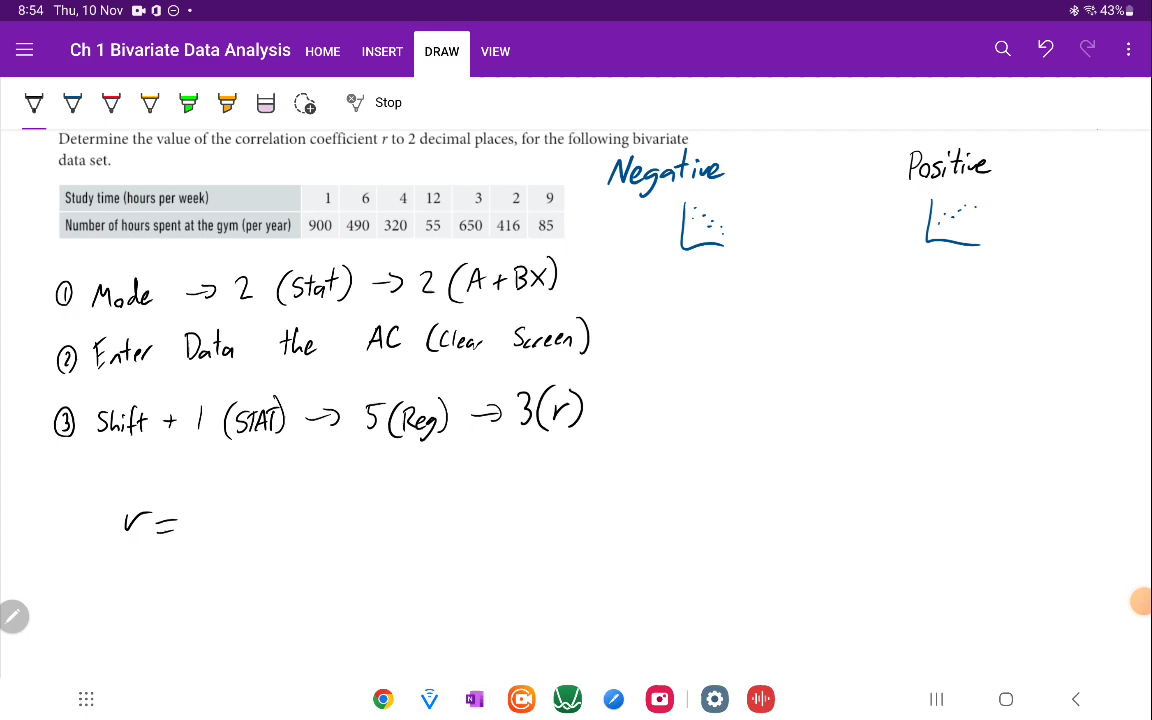 8:54 Thu, 10 Nov 43%
Ch 1 Bivariate Data Analysis HOME INSERT DRAW VIEW
Stop
Determine the value of the correlation coefficient r to 2 decimal places, for the following bivariate
data set.
Negative Positive
Study time (hours per week) 1 6 4 12 3 2 9
Number of hours spent at the gym (per year) 900 490 320 55 650 416 85
① Mode → 2 (Stat) → 2 (A + BX)
② Enter Data the AC (Clear Screen)
③ Shift + 1 (STAT) → 5 (Reg) → 3 (r)
r =